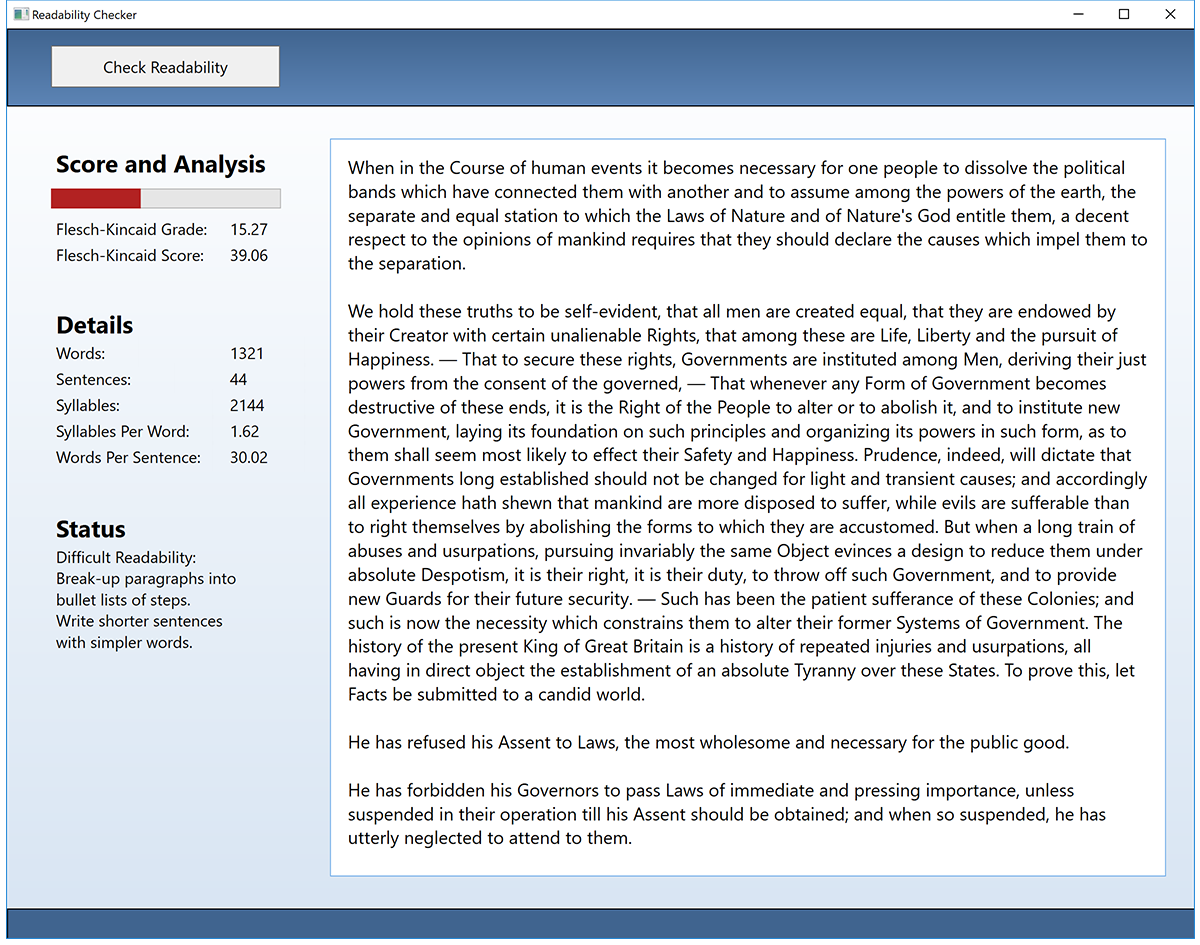 Readability Checker
Check Readability
Score and Analysis
Flesch-Kincaid Grade: 15.27
Flesch-Kincaid Score: 39.06
Details
Words: 1321
Sentences: 44
Syllables: 2144
Syllables Per Word: 1.62
Words Per Sentence: 30.02
Status
Difficult Readability:
Break-up paragraphs into
bullet lists of steps.
Write shorter sentences
with simpler words.
When in the Course of human events it becomes necessary for one people to dissolve the political
bands which have connected them with another and to assume among the powers of the earth, the
separate and equal station to which the Laws of Nature and of Nature's God entitle them, a decent
respect to the opinions of mankind requires that they should declare the causes which impel them to
the separation.
We hold these truths to be self-evident, that all men are created equal, that they are endowed by
their Creator with certain unalienable Rights, that among these are Life, Liberty and the pursuit of
Happiness. — That to secure these rights, Governments are instituted among Men, deriving their just
powers from the consent of the governed, — That whenever any Form of Government becomes
destructive of these ends, it is the Right of the People to alter or to abolish it, and to institute new
Government, laying its foundation on such principles and organizing its powers in such form, as to
them shall seem most likely to effect their Safety and Happiness. Prudence, indeed, will dictate that
Governments long established should not be changed for light and transient causes; and accordingly
all experience hath shewn that mankind are more disposed to suffer, while evils are sufferable than
to right themselves by abolishing the forms to which they are accustomed. But when a long train of
abuses and usurpations, pursuing invariably the same Object evinces a design to reduce them under
absolute Despotism, it is their right, it is their duty, to throw off such Government, and to provide
new Guards for their future security. — Such has been the patient sufferance of these Colonies; and
such is now the necessity which constrains them to alter their former Systems of Government. The
history of the present King of Great Britain is a history of repeated injuries and usurpations, all
having in direct object the establishment of an absolute Tyranny over these States. To prove this, let
Facts be submitted to a candid world.
He has refused his Assent to Laws, the most wholesome and necessary for the public good.
He has forbidden his Governors to pass Laws of immediate and pressing importance, unless
suspended in their operation till his Assent should be obtained; and when so suspended, he has
utterly neglected to attend to them.